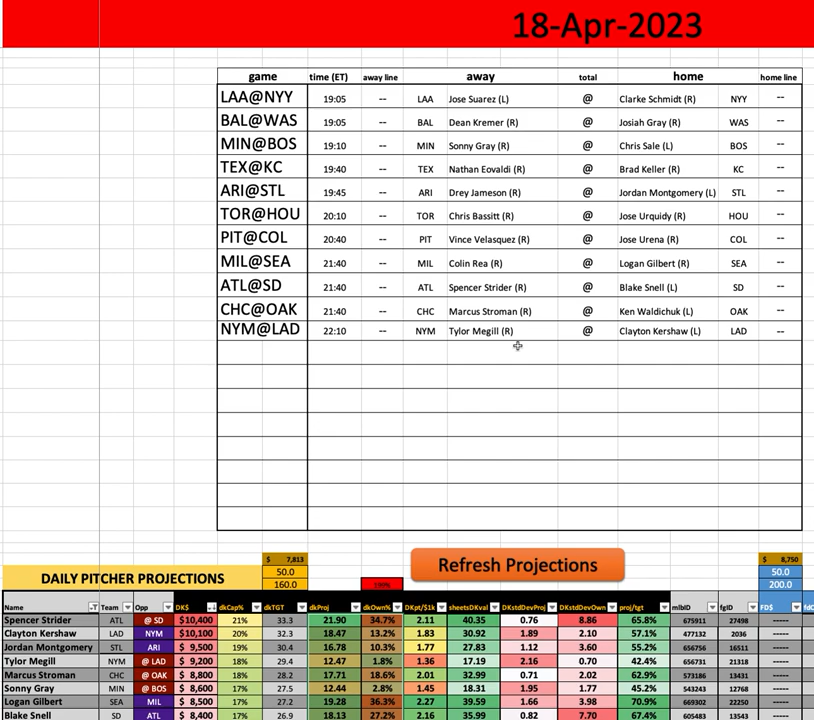 18-Apr-2023
game time (ET) away line away total home home line
LAA@NYY 19:05 -- LAA Jose Suarez (L) @ Clarke Schmidt (R) NYY --
BAL@WAS 19:05 -- BAL Dean Kremer (R) @ Josiah Gray (R) WAS --
MIN@BOS 19:10 -- MIN Sonny Gray (R) @ Chris Sale (L) BOS --
TEX@KC 19:40 -- TEX Nathan Eovaldi (R) @ Brad Keller (R) KC --
ARI@STL 19:45 -- ARI Drey Jameson (R) @ Jordan Montgomery (L) STL --
TOR@HOU 20:10 -- TOR Chris Bassitt (R) @ Jose Urquidy (R) HOU --
PIT@COL 20:40 -- PIT Vince Velasquez (R) @ Jose Urena (R) COL --
MIL@SEA 21:40 -- MIL Colin Rea (R) @ Logan Gilbert (R) SEA --
ATL@SD 21:40 -- ATL Spencer Strider (R) @ Blake Snell (L) SD --
CHC@OAK 21:40 -- CHC Marcus Stroman (R) @ Ken Waldichuk (L) OAK --
NYM@LAD 22:10 -- NYM Tylor Megill (R) @ Clayton Kershaw (L) LAD --
$ 7,813 Refresh Projections $ 8,750
DAILY PITCHER PROJECTIONS 50.0 50.0
160.0 200.0
Name Team Opp DK$ dkCap% dkTGT dkProj dkOwn% DKpt/$1k sheetsDKval DKstdDevProj DKstdDevOwn proj/tgt mlbID fgID FD$
Spencer Strider ATL @ SD $10,400 21% 33.3 21.90 34.7% 2.11 40.35 0.76 8.86 65.8% 675911 27498 -----
Clayton Kershaw LAD NYM $10,100 20% 32.3 18.47 13.2% 1.83 30.92 1.89 2.10 57.1% 477132 2036 -----
Jordan Montgomery STL ARI $ 9,500 19% 30.4 16.78 10.3% 1.77 27.83 1.12 3.60 55.2% 656756 16511 -----
Tylor Megill NYM @ LAD $ 9,200 18% 29.4 12.47 1.8% 1.36 17.19 2.16 0.70 42.4% 656731 21318 -----
Marcus Stroman CHC @ OAK $ 8,800 18% 28.2 17.71 18.6% 2.01 32.99 0.71 2.02 62.9% 573186 13431 -----
Sonny Gray MIN @ BOS $ 8,600 17% 27.5 12.44 2.8% 1.45 18.31 1.95 1.77 45.2% 543243 12768 -----
Logan Gilbert SEA MIL $ 8,500 17% 27.2 19.28 36.3% 2.27 39.59 1.66 3.98 70.9% 669302 22250 -----
Blake Snell SD ATL $ 8,400 17% 26.9 18.13 27.2% 2.16 35.99 0.82 7.70 67.4% 605483 13543 -----